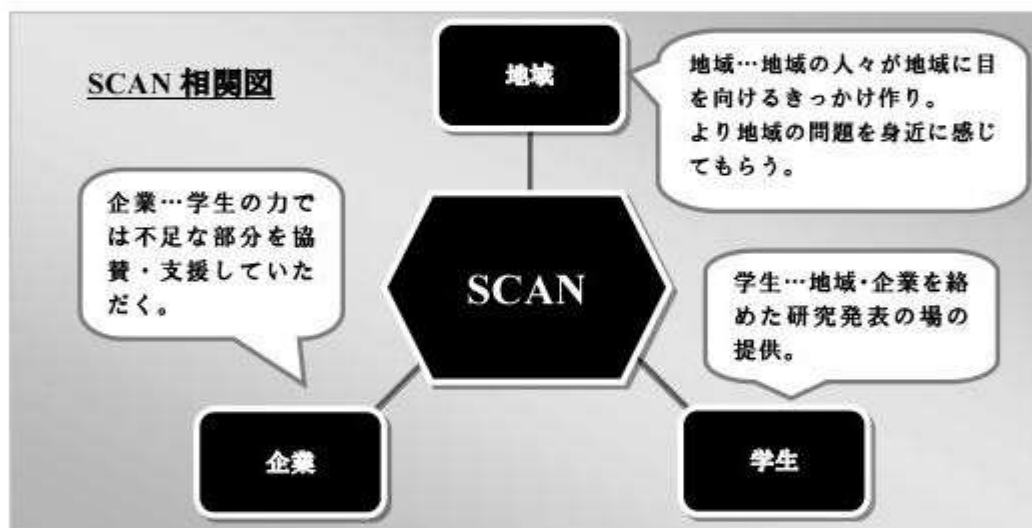 SCAN 相関図
地域
地域…地域の人々が地域に目
を向けるきっかけ作り。
より地域の問題を身近に感じ
てもらう。
企業…学生の力で
は不足な部分を協
賛・支援していた
だく。
SCAN
学生…地域・企業を絡
めた研究発表の場の
提供。
企業
学生